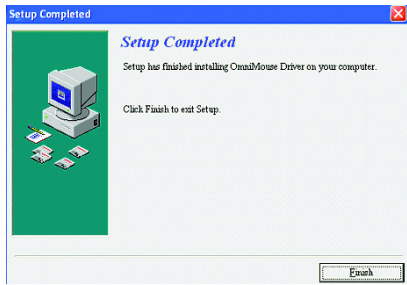 Setup Completed
Setup Completed
Setup has finished installing OmniMouse Driver on your computer.
Click Finish to exit Setup.
Finish